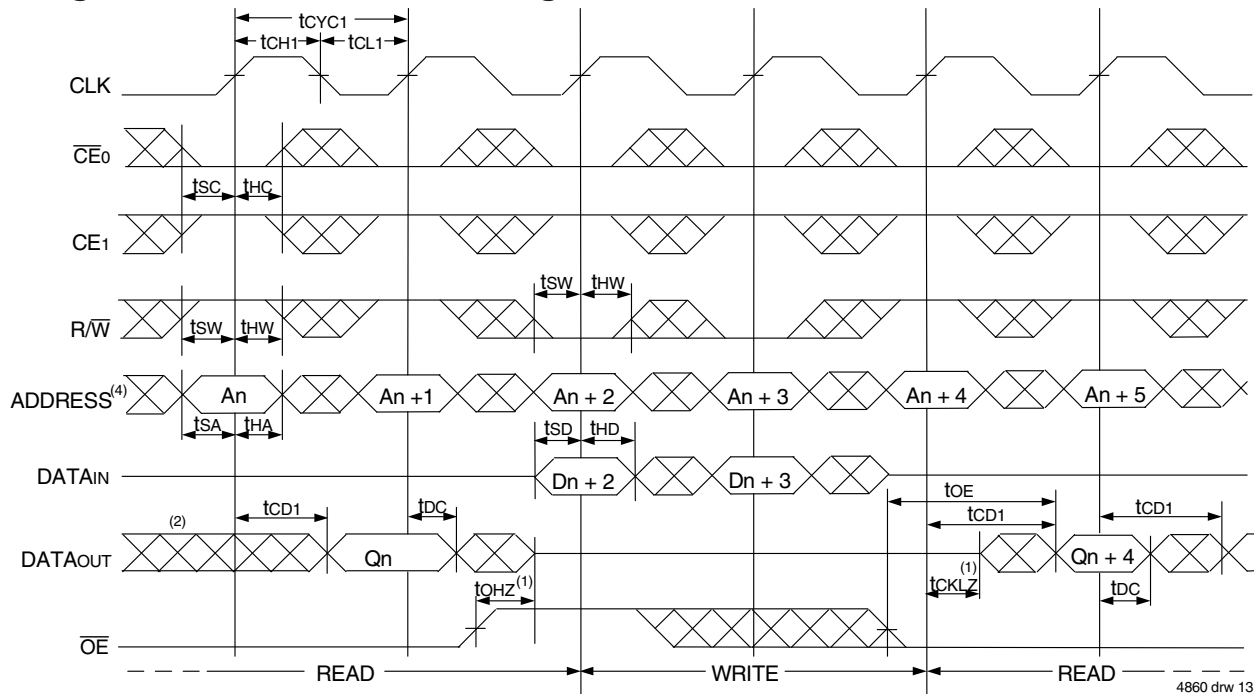 tCYC1
tCH1 tCL1
CLK
CE0
tSC tHC
CE1
tSW tHW
R/W
tSW tHW
ADDRESS(4) An An +1 An + 2 An + 3 An + 4 An + 5
tSA tHA tSD tHD
DATAIN Dn + 2 Dn + 3
tOE
(2) tCD1 tDC tCD1 tCD1
DATAOUT Qn Qn + 4
tOHZ(1) tCKLZ(1) tDC
OE
READ WRITE READ
4860 drw 13